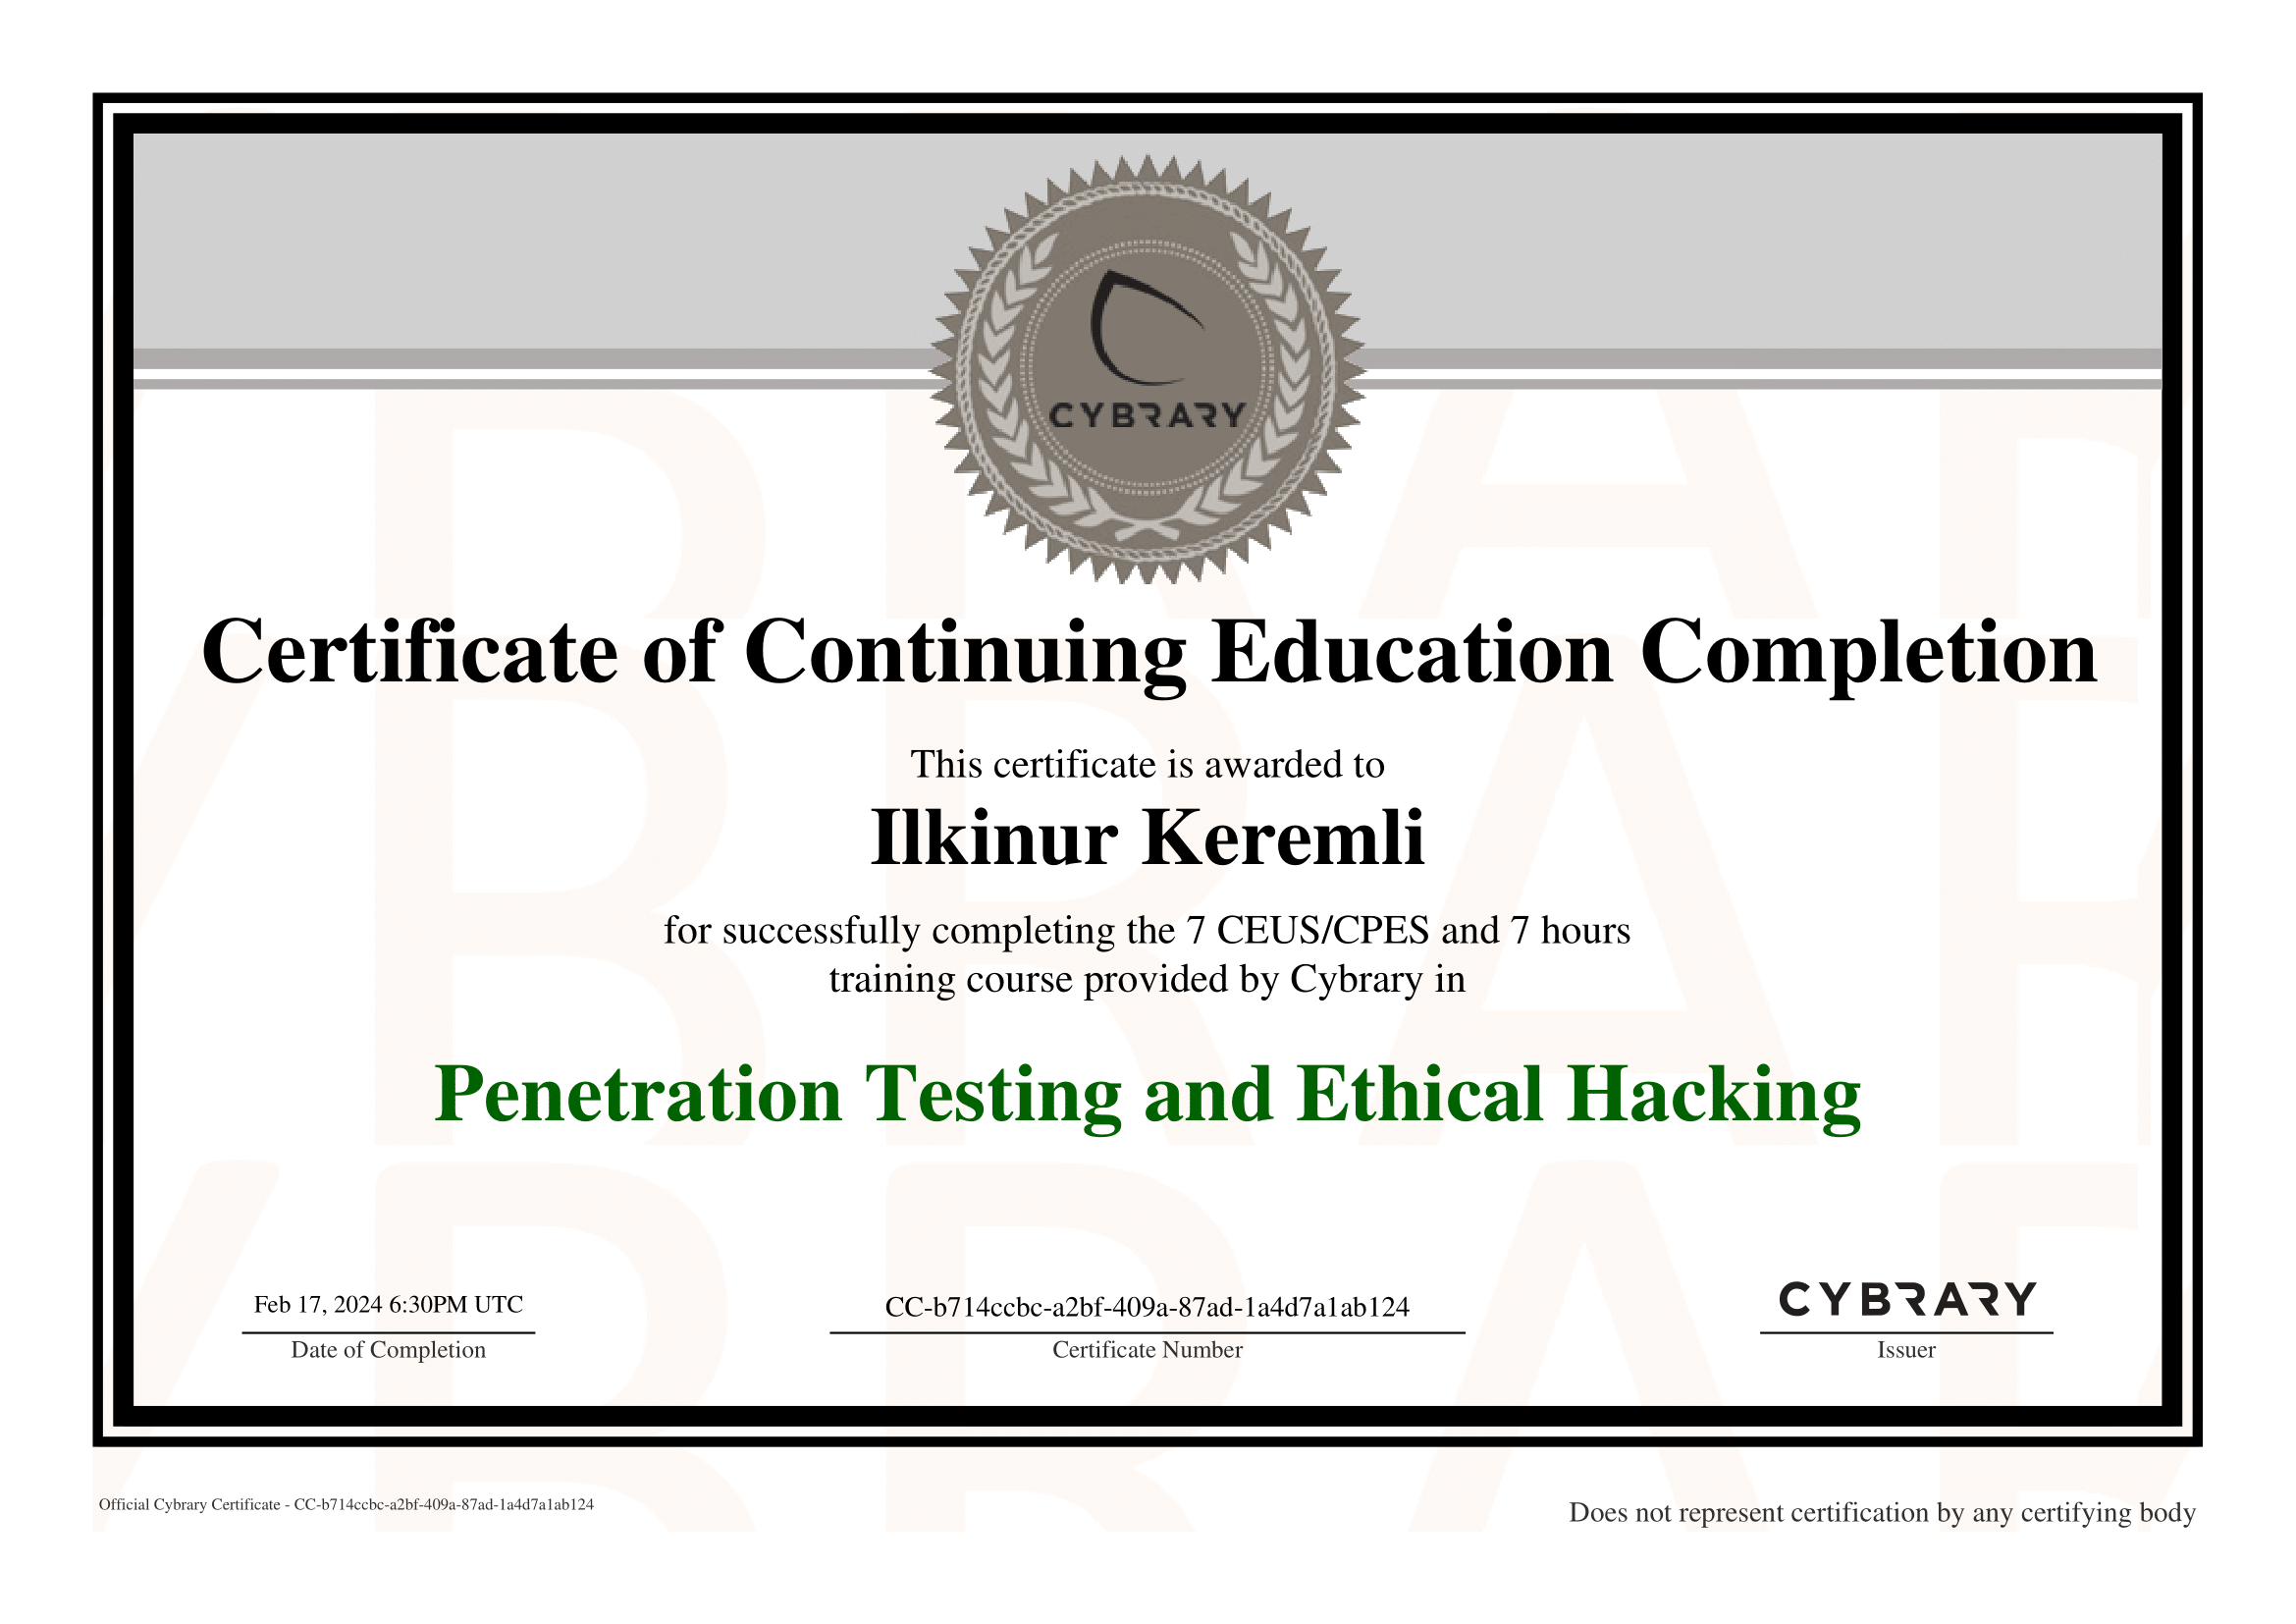 CYBRARY
Certificate of Continuing Education Completion
This certificate is awarded to
Ilkinur Keremli
for successfully completing the 7 CEUS/CPES and 7 hours
training course provided by Cybrary in
Penetration Testing and Ethical Hacking
Feb 17, 2024 6:30PM UTC
Date of Completion
CC-b714ccbc-a2bf-409a-87ad-1a4d7a1ab124
Certificate Number
CYBRARY
Issuer
Official Cybrary Certificate - CC-b714ccbc-a2bf-409a-87ad-1a4d7a1ab124
Does not represent certification by any certifying body